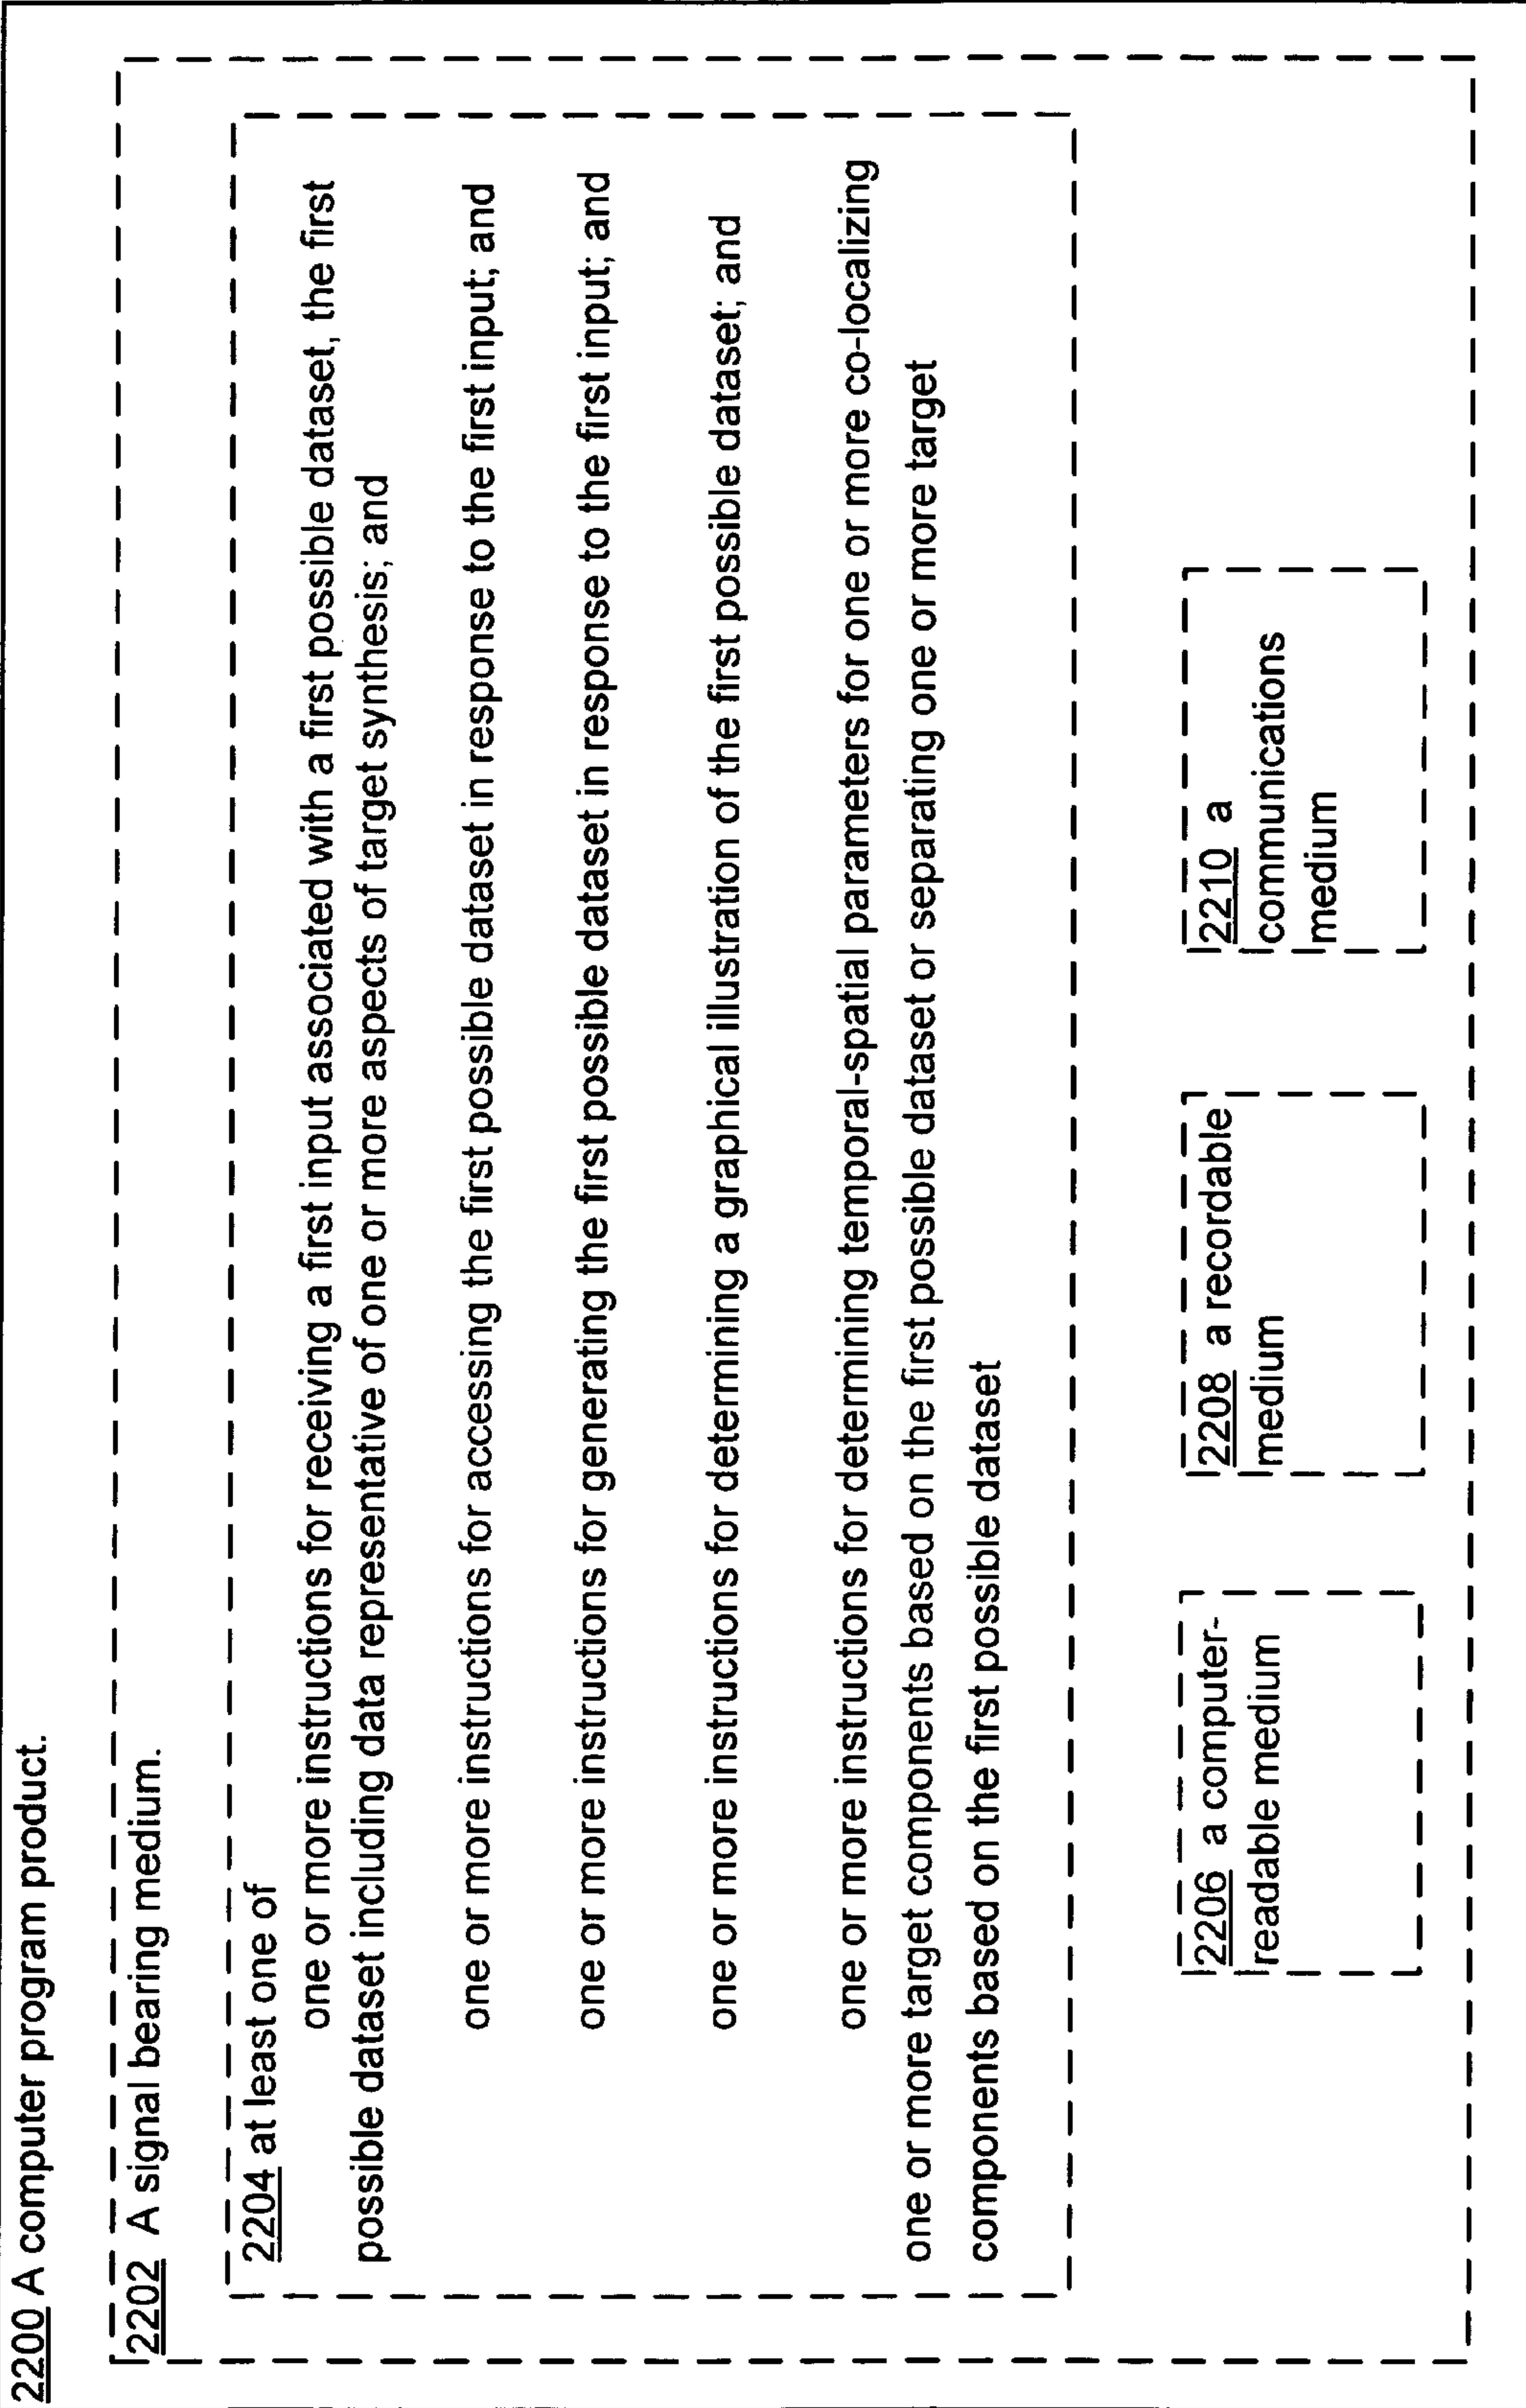 2200 A computer program product.
2202 A signal bearing medium.
2204 at least one of
one or more instructions for receiving a first input associated with a first possible dataset, the first
possible dataset including data representative of one or more aspects of target synthesis; and
one or more instructions for accessing the first possible dataset in response to the first input; and
one or more instructions for generating the first possible dataset in response to the first input; and
one or more instructions for determining a graphical illustration of the first possible dataset; and
one or more instructions for determining temporal-spatial parameters for one or more co-localizing
one or more target components based on the first possible dataset or separating one or more target
components based on the first possible dataset
2206 a computer-
readable medium
2208 a recordable
medium
2210 a
communications
medium